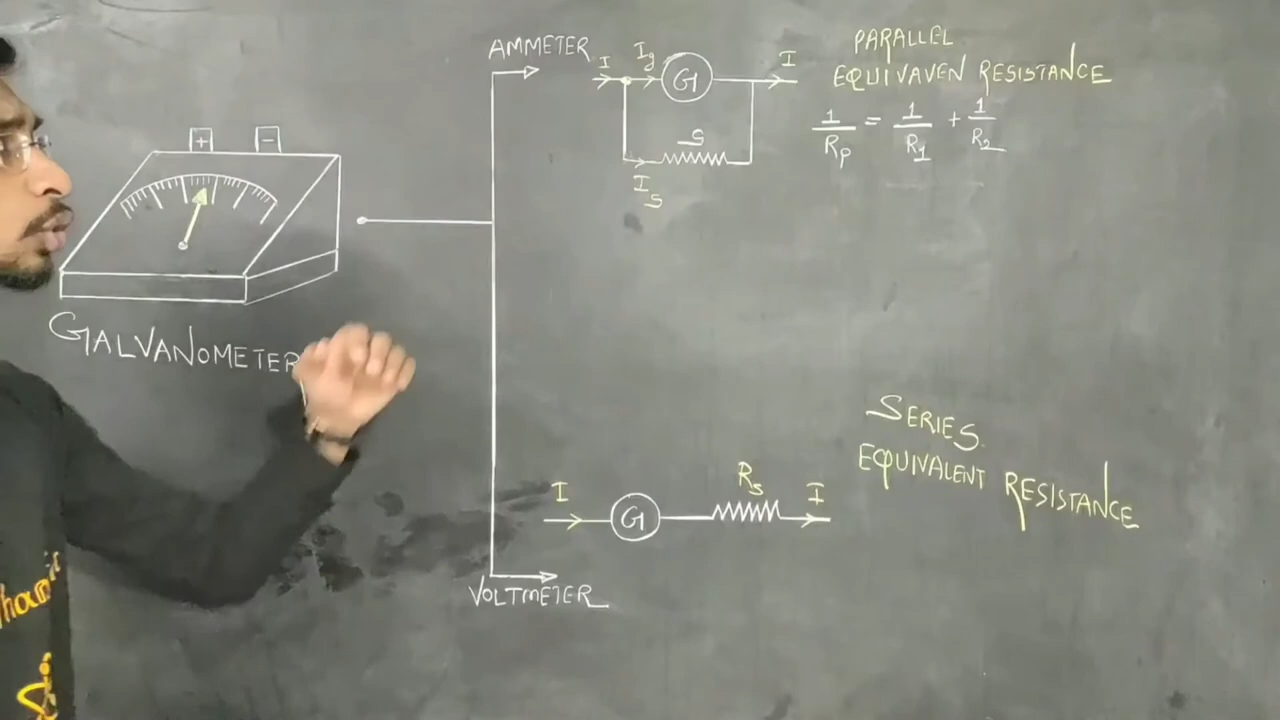 AMMETER
I Ig G I
S
Is
PARALLEL
EQUIVAVEN RESISTANCE
1/Rp = 1/R1 + 1/R2
+ -
GALVANOMETER
SERIES
EQUIVALENT RESISTANCE
I G Rs I
VOLTMETER